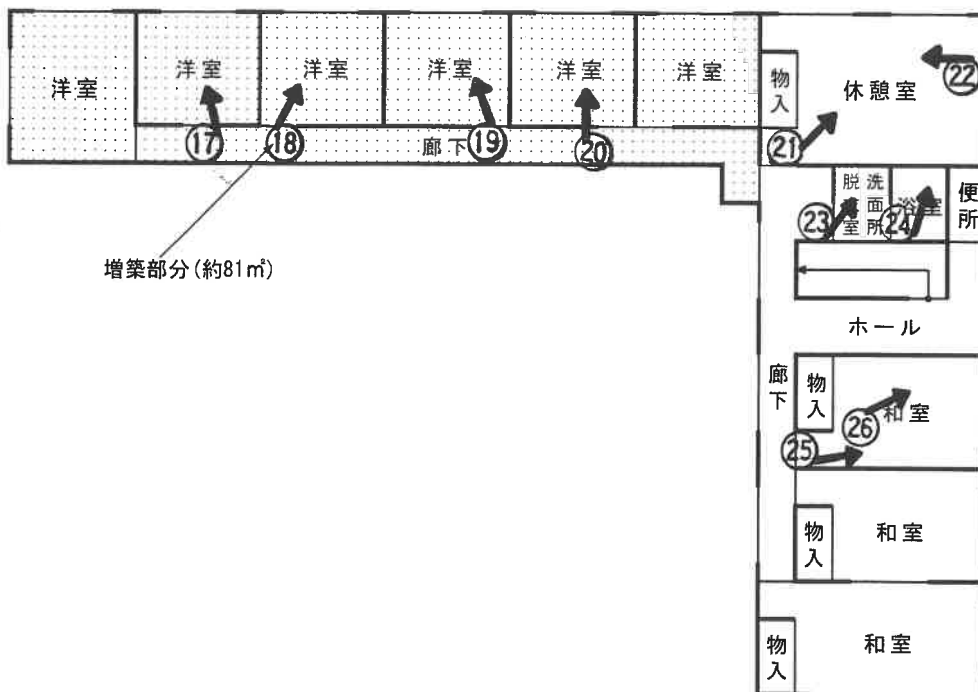 洋室
洋室
洋室
洋室
洋室
洋室
物入
休憩室
22
17
18
廊下
19
20
21
脱衣室
洗面所
浴室
便所
23
24
増築部分(約81㎡)
ホール
廊下
物入
26
和室
25
物入
和室
物入
和室